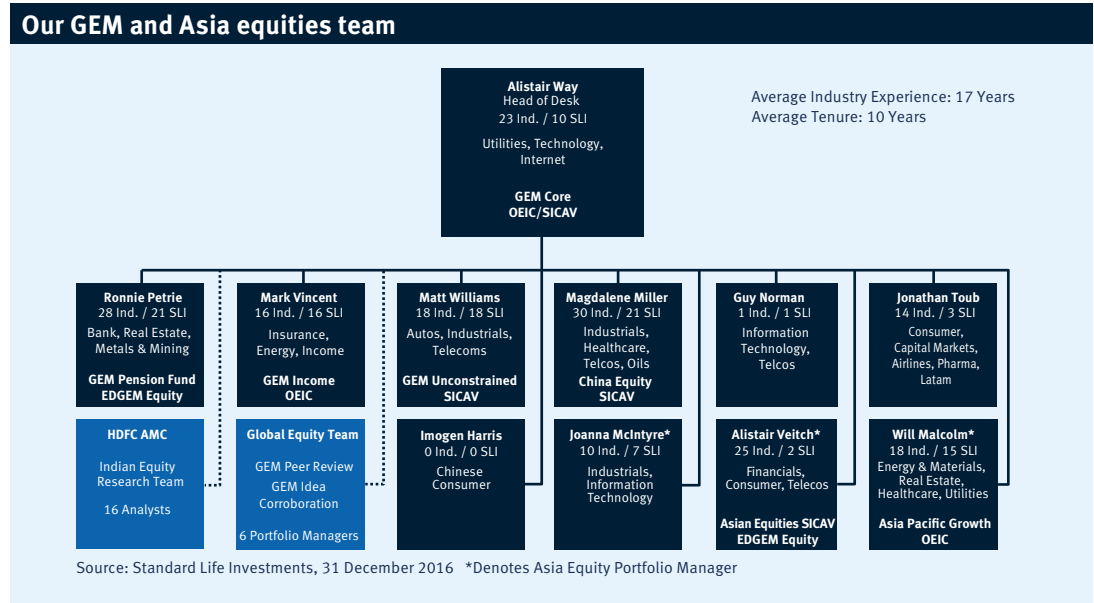 Our GEM and Asia equities team
Alistair Way
Head of Desk
23 Ind. / 10 SLI
Utilities, Technology,
Internet
GEM Core
OEIC/SICAV
Average Industry Experience: 17 Years
Average Tenure: 10 Years
Ronnie Petrie
28 Ind. / 21 SLI
Bank, Real Estate,
Metals & Mining
GEM Pension Fund
EDGEM Equity
Mark Vincent
16 Ind. / 16 SLI
Insurance,
Energy, Income
GEM Income
OEIC
Matt Williams
18 Ind. / 18 SLI
Autos, Industrials,
Telecoms
GEM Unconstrained
SICAV
Magdalene Miller
30 Ind. / 21 SLI
Industrials,
Healthcare,
Telcos, Oils
China Equity
SICAV
Guy Norman
1 Ind. / 1 SLI
Information
Technology,
Telcos
Jonathan Toub
14 Ind. / 3 SLI
Consumer,
Capital Markets,
Airlines, Pharma,
Latam
HDFC AMC
Indian Equity
Research Team
16 Analysts
Global Equity Team
GEM Peer Review
GEM Idea
Corroboration
6 Portfolio Managers
Imogen Harris
0 Ind. / 0 SLI
Chinese
Consumer
Joanna McIntyre*
10 Ind. / 7 SLI
Industrials,
Information
Technology
Alistair Veitch*
25 Ind. / 2 SLI
Financials,
Consumer, Telecos
Asian Equities SICAV
EDGEM Equity
Will Malcolm*
18 Ind. / 15 SLI
Energy & Materials,
Real Estate,
Healthcare, Utilities
Asia Pacific Growth
OEIC
Source: Standard Life Investments, 31 December 2016 *Denotes Asia Equity Portfolio Manager